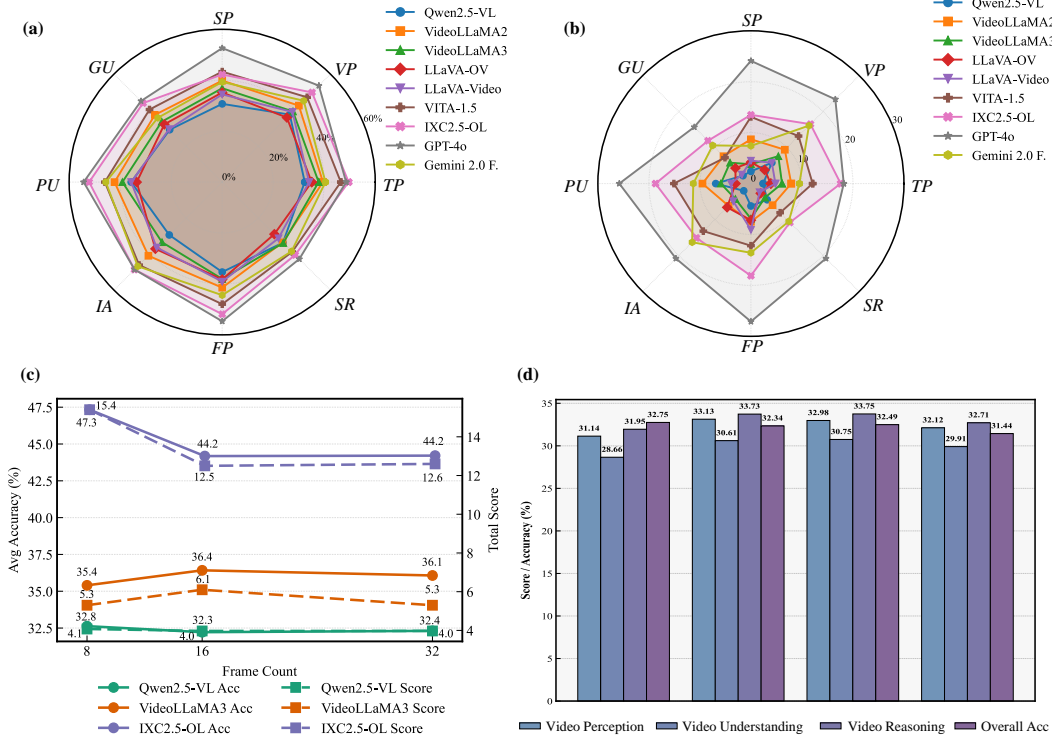 (a)
SP
VP
TP
SR
FP
IA
PU
GU
0%
20%
40%
60%
Qwen2.5-VL
VideoLLaMA2
VideoLLaMA3
LLaVA-OV
LLaVA-Video
VITA-1.5
IXC2.5-OL
GPT-4o
Gemini 2.0 F.
(b)
SP
VP
TP
SR
FP
IA
PU
GU
0
10
20
30
Qwen2.5-VL
VideoLLaMA2
VideoLLaMA3
LLaVA-OV
LLaVA-Video
VITA-1.5
IXC2.5-OL
GPT-4o
Gemini 2.0 F.
(c)
Avg Accuracy (%)
47.5
45.0
42.5
40.0
37.5
35.0
32.5
Total Score
14
12
10
8
6
4
15.4
47.3
44.2
44.2
12.5
12.6
36.4
36.1
35.4
6.1
5.3
5.3
32.8
32.3
32.4
4.1
4.0
4.0
8
16
32
Frame Count
Qwen2.5-VL Acc
Qwen2.5-VL Score
VideoLLaMA3 Acc
VideoLLaMA3 Score
IXC2.5-OL Acc
IXC2.5-OL Score
(d)
Score / Accuracy (%)
35
30
25
20
15
10
5
0
31.14
28.66
31.95
32.75
33.13
30.61
33.73
32.34
32.98
30.75
33.75
32.49
32.12
29.91
32.71
31.44
Video Perception
Video Understanding
Video Reasoning
Overall Acc